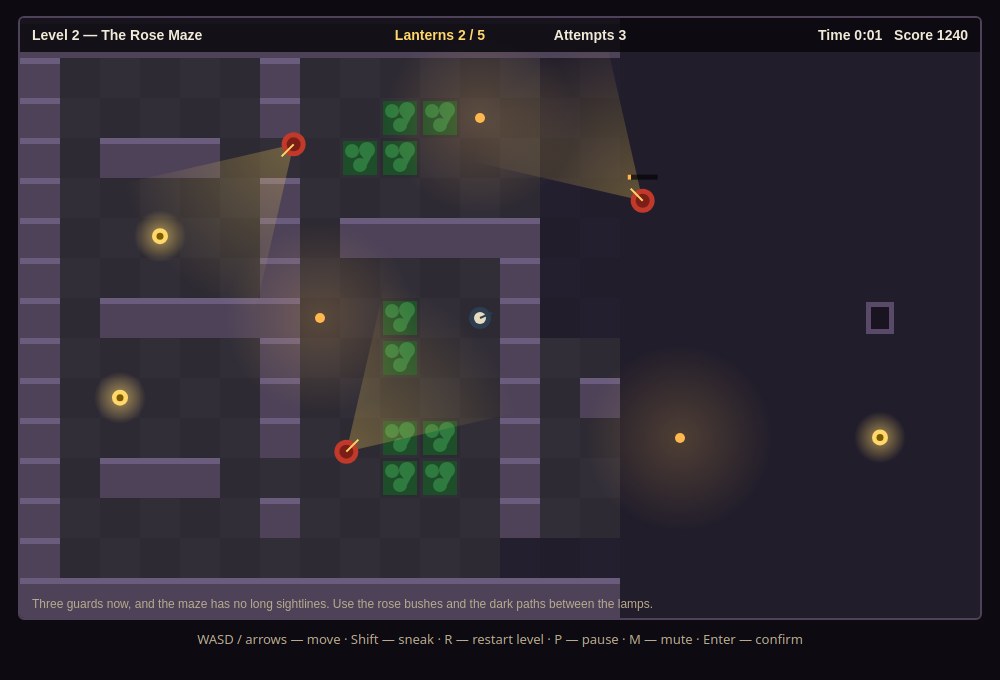 Level 2 — The Rose Maze Lanterns 2 / 5 Attempts 3 Time 0:01 Score 1240
Three guards now, and the maze has no long sightlines. Use the rose bushes and the dark paths between the lamps.
WASD / arrows — move · Shift — sneak · R — restart level · P — pause · M — mute · Enter — confirm